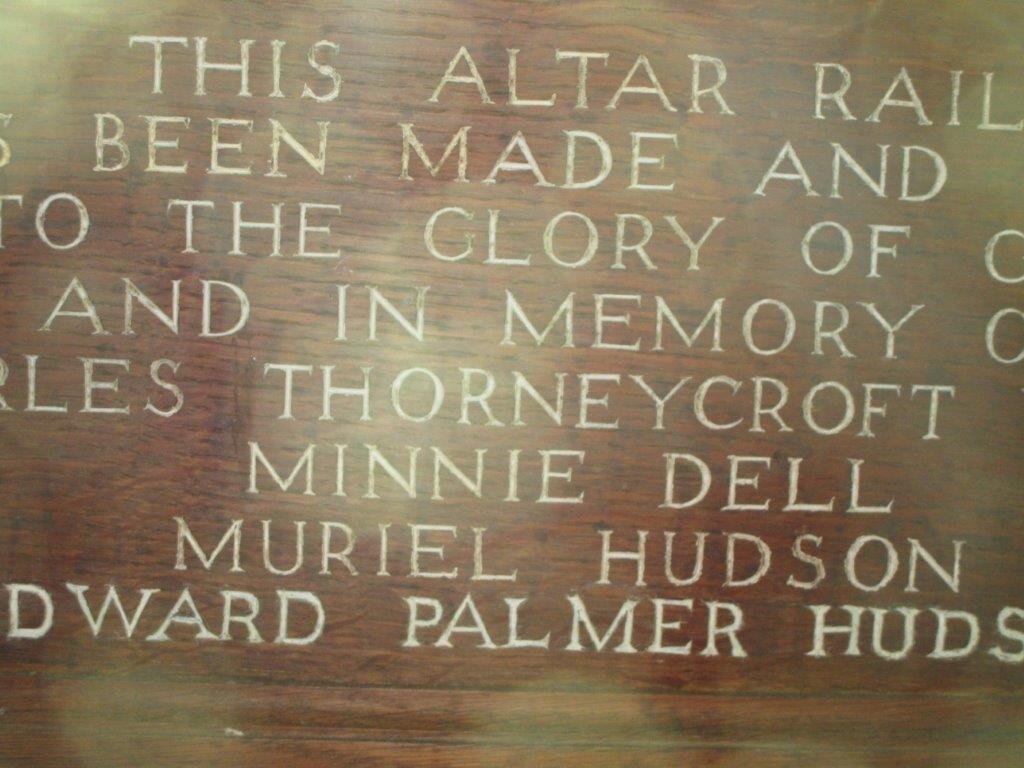 THIS ALTAR RAIL
BEEN MADE AND
TO THE GLORY OF
AND IN MEMORY
RLES THORNEYCROFT
MINNIE DELL
MURIEL HUDSON
DWARD PALMER HUDS